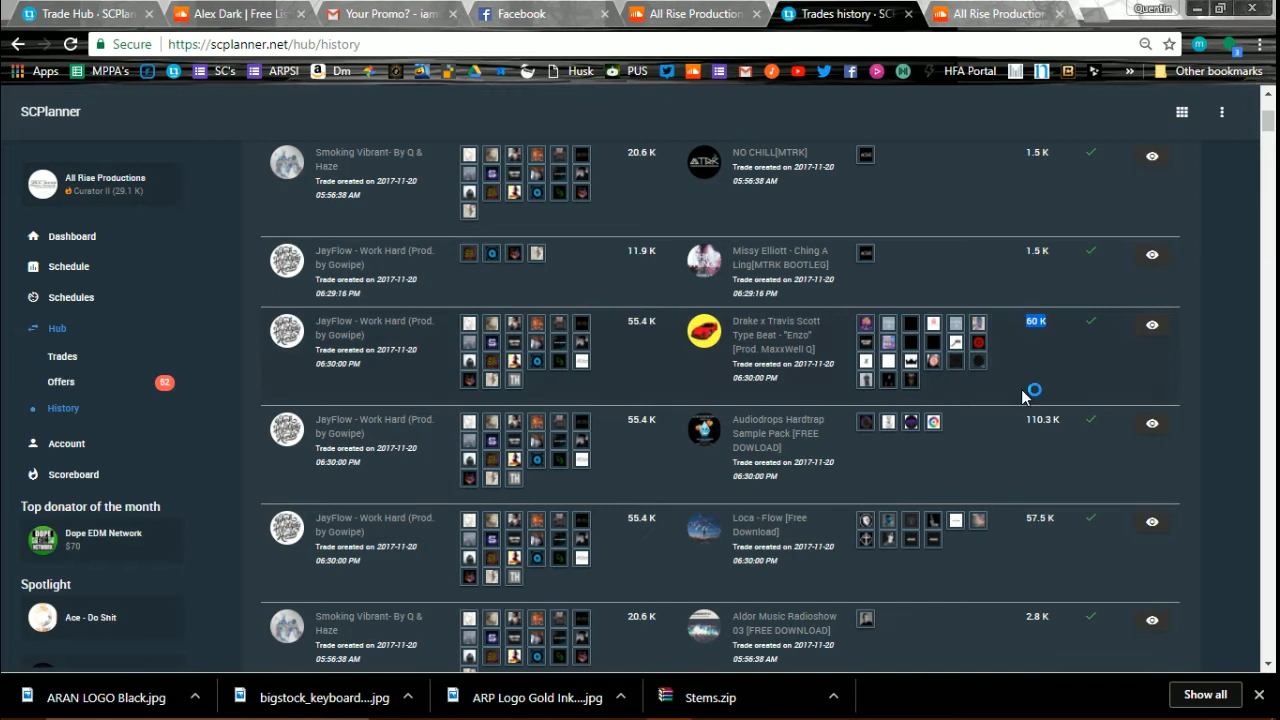 Trade Hub - SCPlan
Alex Dark | Free Lis
Your Promo? - iam
Facebook
All Rise Production
Trades history · SC
All Rise Production
Quentin
Secure
https://scplanner.net/hub/history
Apps
MPPA's
SC's
ARPSI
Dm
Husk
PUS
HFA Portal
»
Other bookmarks
3
SCPlanner
All Rise Productions
Curator II (29.1 K)
Dashboard
Schedule
Schedules
Hub
Trades
Offers
52
History
Account
Scoreboard
Top donator of the month
Dope EDM Network
$70
Spotlight
Ace - Do Shit
Smoking Vibrant- By Q &
Haze
Trade created on 2017-11-20
05:56:38 AM
20.6 K
NO CHILL[MTRK]
Trade created on 2017-11-20
05:56:38 AM
1.5 K
JayFlow - Work Hard (Prod.
by Gowipe)
Trade created on 2017-11-20
06:29:16 PM
11.9 K
Missy Elliott - Ching A
Ling[MTRK BOOTLEG]
Trade created on 2017-11-20
06:29:16 PM
1.5 K
JayFlow - Work Hard (Prod.
by Gowipe)
Trade created on 2017-11-20
06:30:00 PM
55.4 K
Drake x Travis Scott
Type Beat - "Enzo"
[Prod. MaxxWell Q]
Trade created on 2017-11-20
06:30:00 PM
60 K
JayFlow - Work Hard (Prod.
by Gowipe)
Trade created on 2017-11-20
06:30:00 PM
55.4 K
Audiodrops Hardtrap
Sample Pack [FREE
DOWLOAD]
Trade created on 2017-11-20
06:30:00 PM
110.3 K
JayFlow - Work Hard (Prod.
by Gowipe)
Trade created on 2017-11-20
06:30:00 PM
55.4 K
Loca - Flow [Free
Download]
Trade created on 2017-11-20
06:30:00 PM
57.5 K
Smoking Vibrant- By Q &
Haze
Trade created on 2017-11-20
05:56:38 AM
20.6 K
Aldor Music Radioshow
03 [FREE DOWNLOAD]
Trade created on 2017-11-20
05:56:38 AM
2.8 K
ARAN LOGO Black.jpg
bigstock_keyboard....jpg
ARP Logo Gold Ink...jpg
Stems.zip
Show all